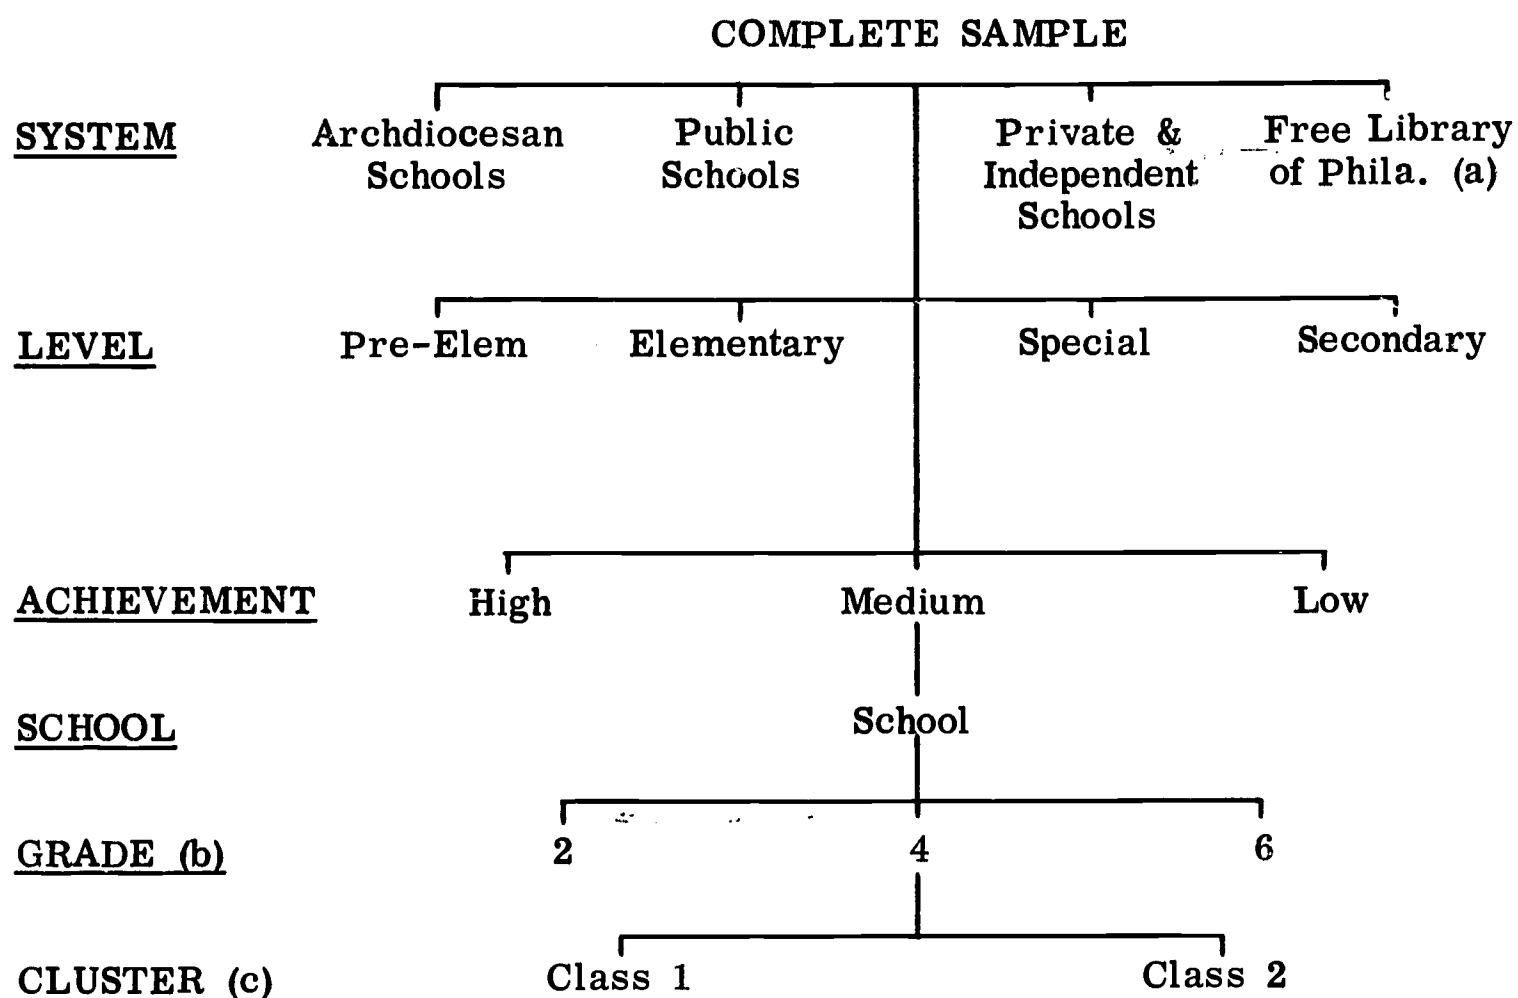 COMPLETE SAMPLE
SYSTEM
Archdiocesan
Schools
Public
Schools
Private &
Independent
Schools
Free Library
of Phila. (a)
LEVEL
Pre-Elem
Elementary
Special
Secondary
ACHIEVEMENT
High
Medium
Low
SCHOOL
School
GRADE (b)
2
4
6
CLUSTER (c)
Class 1
Class 2